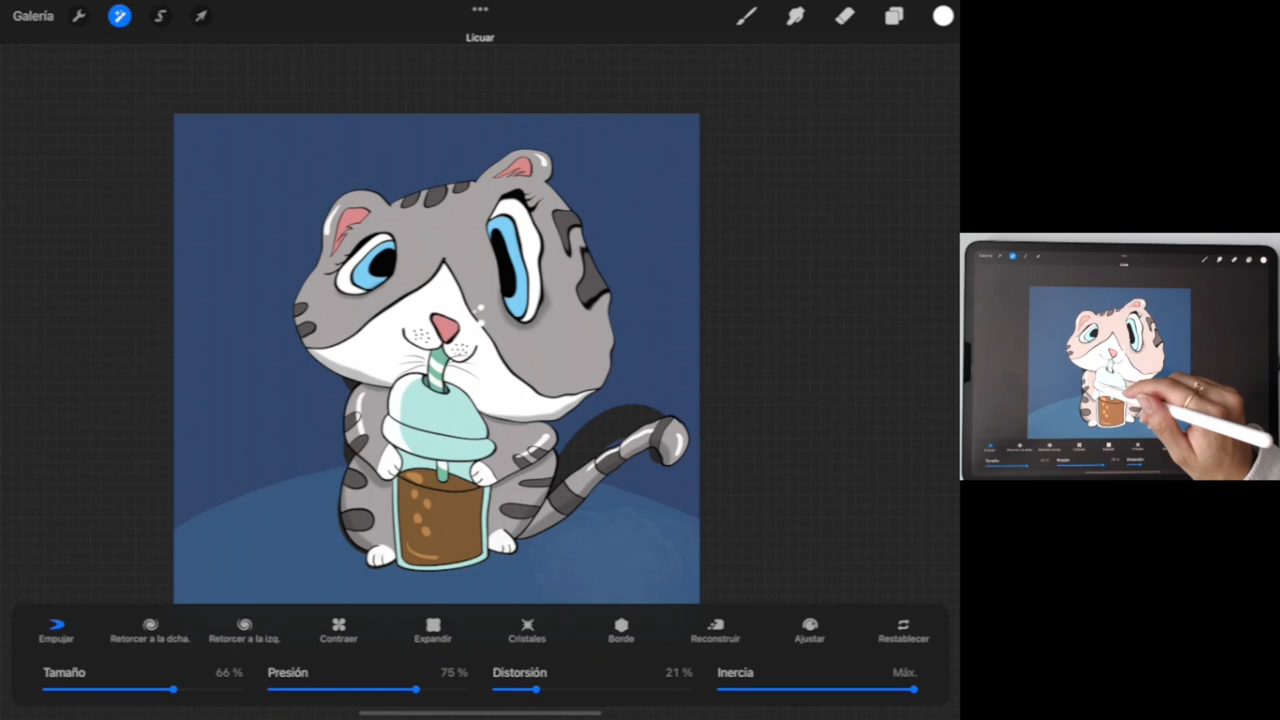 Galería
Licuar
Empujar
Retorcer a la dcha.
Retorcer a la izq.
Contraer
Expandir
Cristales
Borde
Reconstruir
Ajustar
Restablecer
Tamaño 66 %
Presión 75 %
Distorsión 21 %
Inercia Máx.